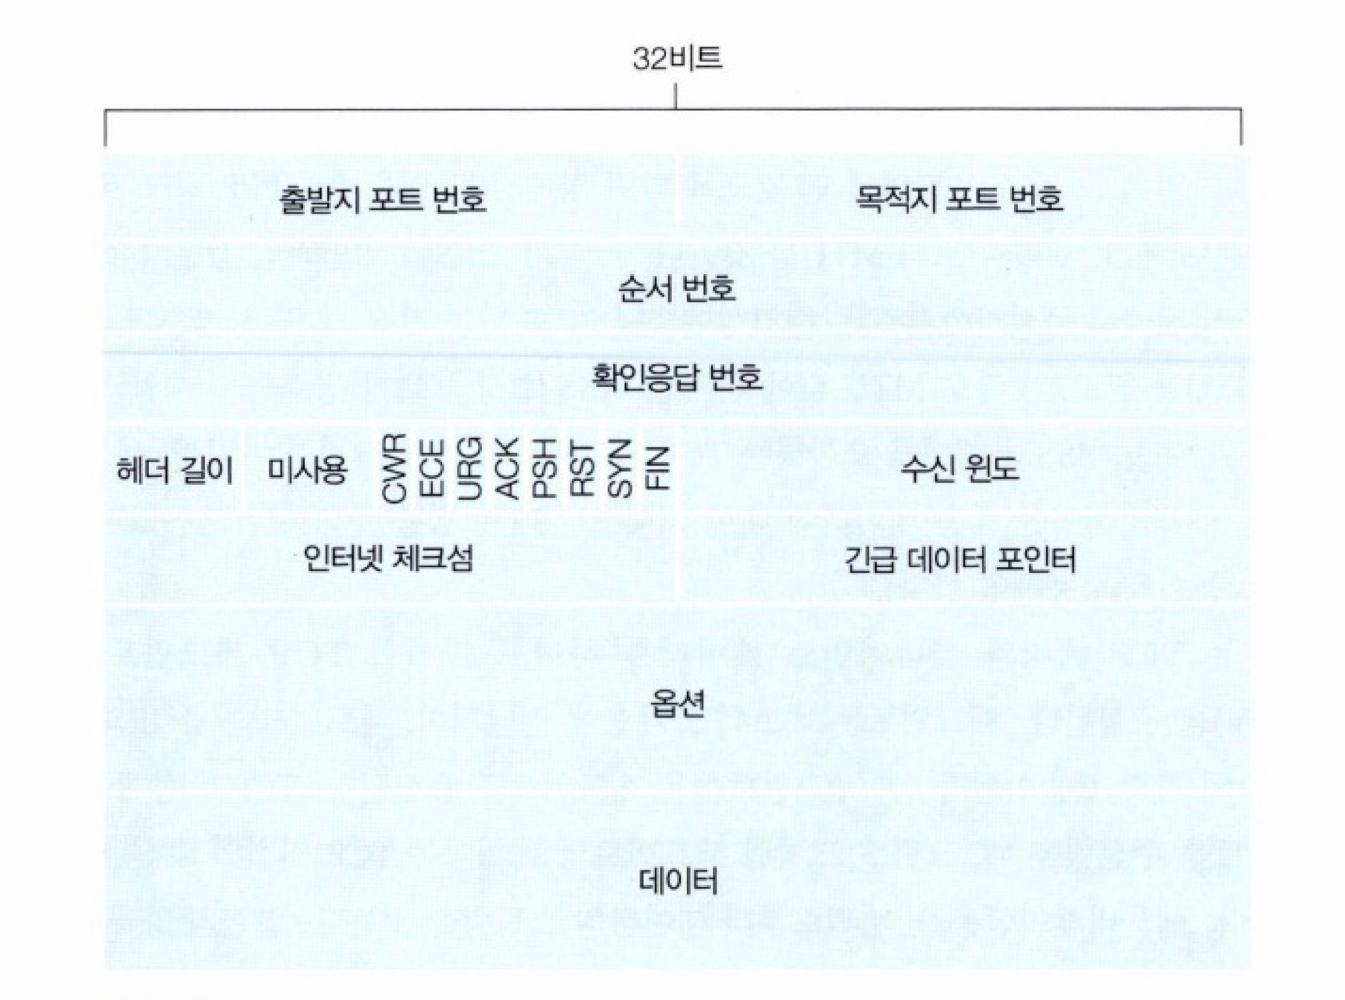 32비트
출발지 포트 번호 목적지 포트 번호
순서 번호
확인응답 번호
헤더 길이 미사용 CWR ECE URG ACK PSH RST SYN FIN 수신 윈도
인터넷 체크섬 긴급 데이터 포인터
옵션
데이터